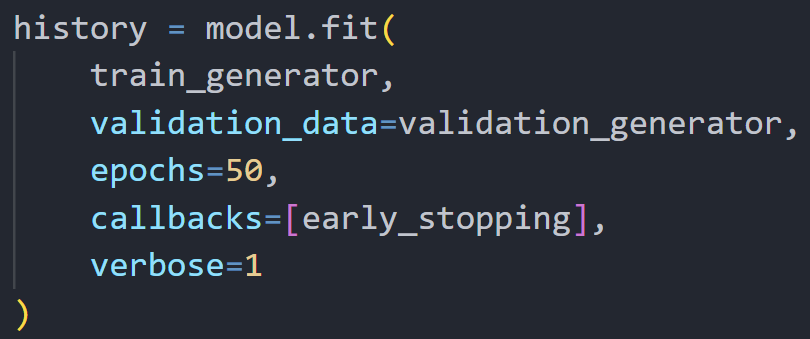 history = model.fit(
    train_generator,
    validation_data=validation_generator,
    epochs=50,
    callbacks=[early_stopping],
    verbose=1
)